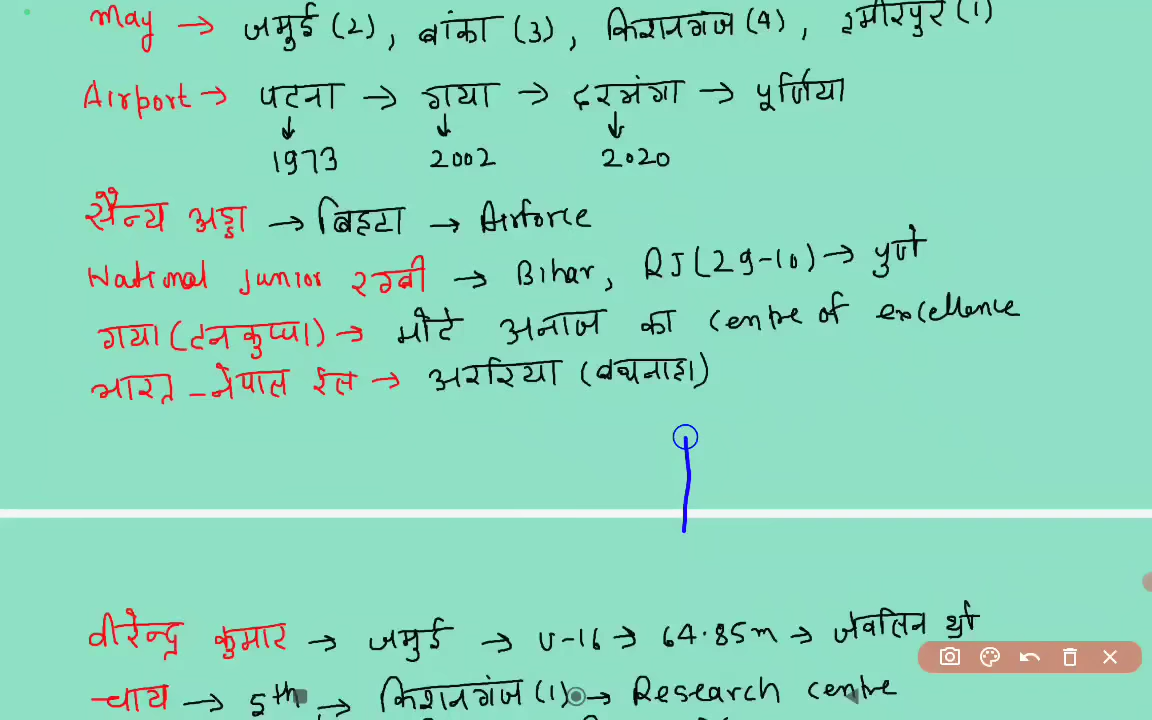 May → जमुई (2), बांका (3), किशनगंज (4), हमीरपुर (1)
Airport → पटना → गया → दरभंगा → पूर्णिया
↓ ↓ ↓
1973 2002 2020
सैन्य अड्डा → बिहटा → Airforce
National Junior रग्बी → Bihar, RJ (29-10) → पुणे
गया (टनकुप्पा) → मोटे अनाज का centre of excellence
भारत - नेपाल रेल → अररिया (बथनाहा)
वीरेन्द्र कुमार → जमुई → U-16 → 64.85m → जेवलिन थ्रो
चाय → 5th → किशनगंज (1) → Research centre